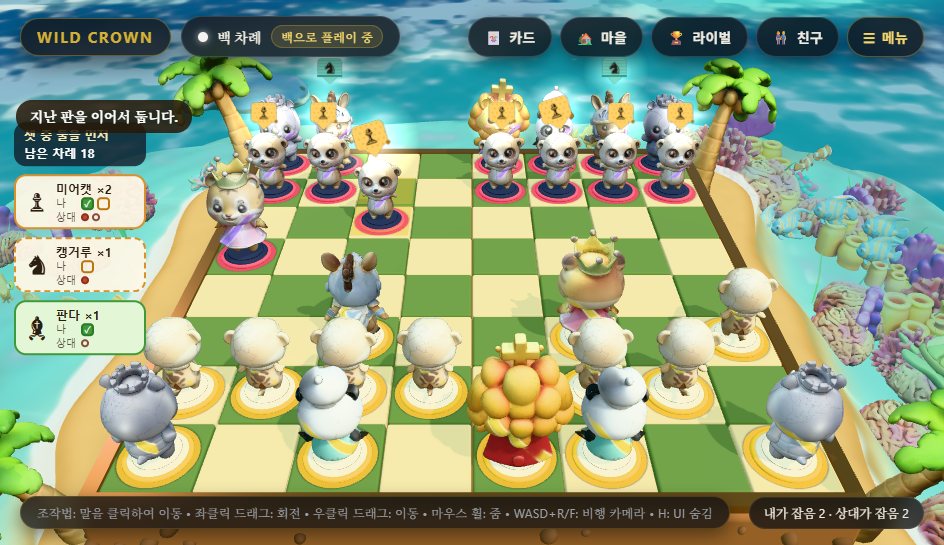 WILD CROWN
백 차례
백으로 플레이 중
카드
마을
라이벌
친구
메뉴
지난 판을 이어서 둡니다.
남은 차례 18
미어캣 ×2
나
상대
캥거루 ×1
나
상대
판다 ×1
나
상대
조작법: 말을 클릭하여 이동 • 좌클릭 드래그: 회전 • 우클릭 드래그: 이동 • 마우스 휠: 줌 • WASD+R/F: 비행 카메라 • H: UI 숨김
내가 잡음 2 · 상대가 잡음 2